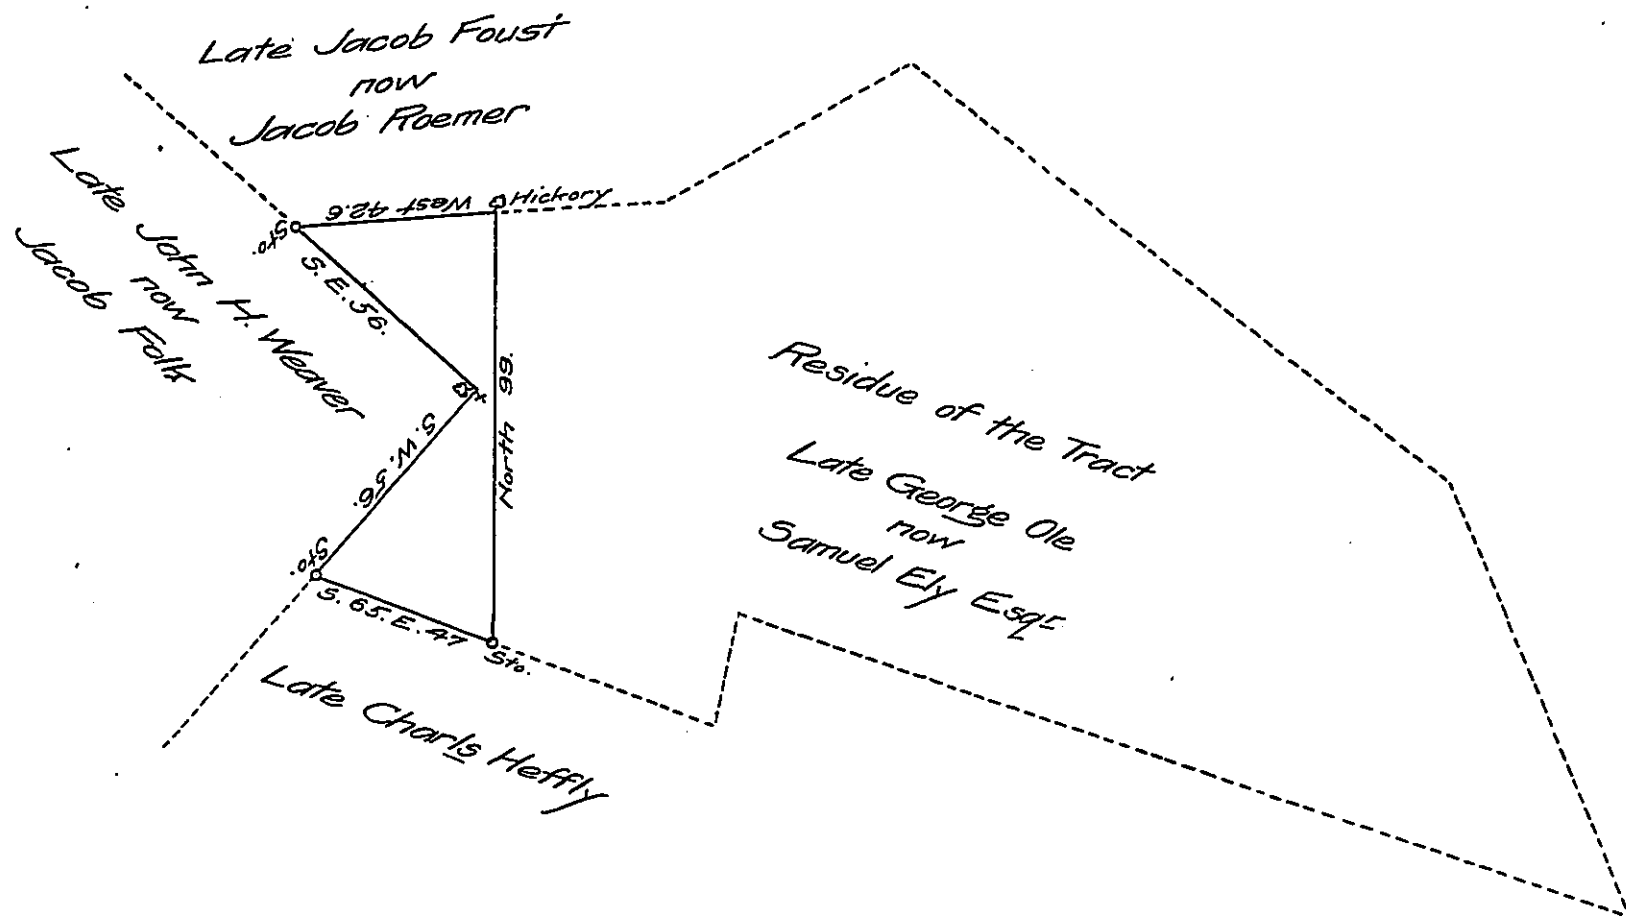 Late Jacob Foust
now
Jacob Roemer
Late John H. Weaver
now
Jacob Folk
West 42.6
Hickory
Sto.
S. E. 56.
North 99.
S. W. 56.
Sto.
S. 65. E. 47
Sto.
Late Charls Heffly
Residue of the Tract
Late George Ole
now
Samuel Ely Esqr